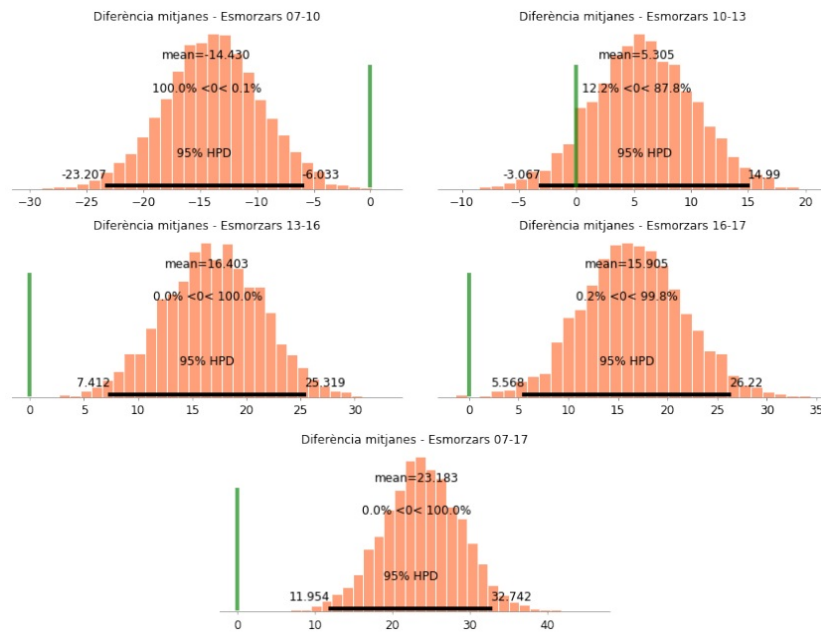 Diferència mitjanes - Esmorzars 07-10
mean=-14.430
100.0% <0< 0.1%
95% HPD
-23.207 -6.033
−30 −25 −20 −15 −10 −5 0
Diferència mitjanes - Esmorzars 10-13
mean=5.305
12.2% <0< 87.8%
95% HPD
-3.067 14.99
−10 −5 0 5 10 15 20
Diferència mitjanes - Esmorzars 13-16
mean=16.403
0.0% <0< 100.0%
95% HPD
7.412 25.319
0 5 10 15 20 25 30
Diferència mitjanes - Esmorzars 16-17
mean=15.905
0.2% <0< 99.8%
95% HPD
5.568 26.22
0 5 10 15 20 25 30 35
Diferència mitjanes - Esmorzars 07-17
mean=23.183
0.0% <0< 100.0%
95% HPD
11.954 32.742
0 10 20 30 40